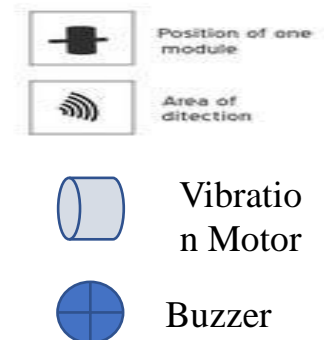 Position of one
module
Area of
ditection
Vibratio
n Motor
Buzzer